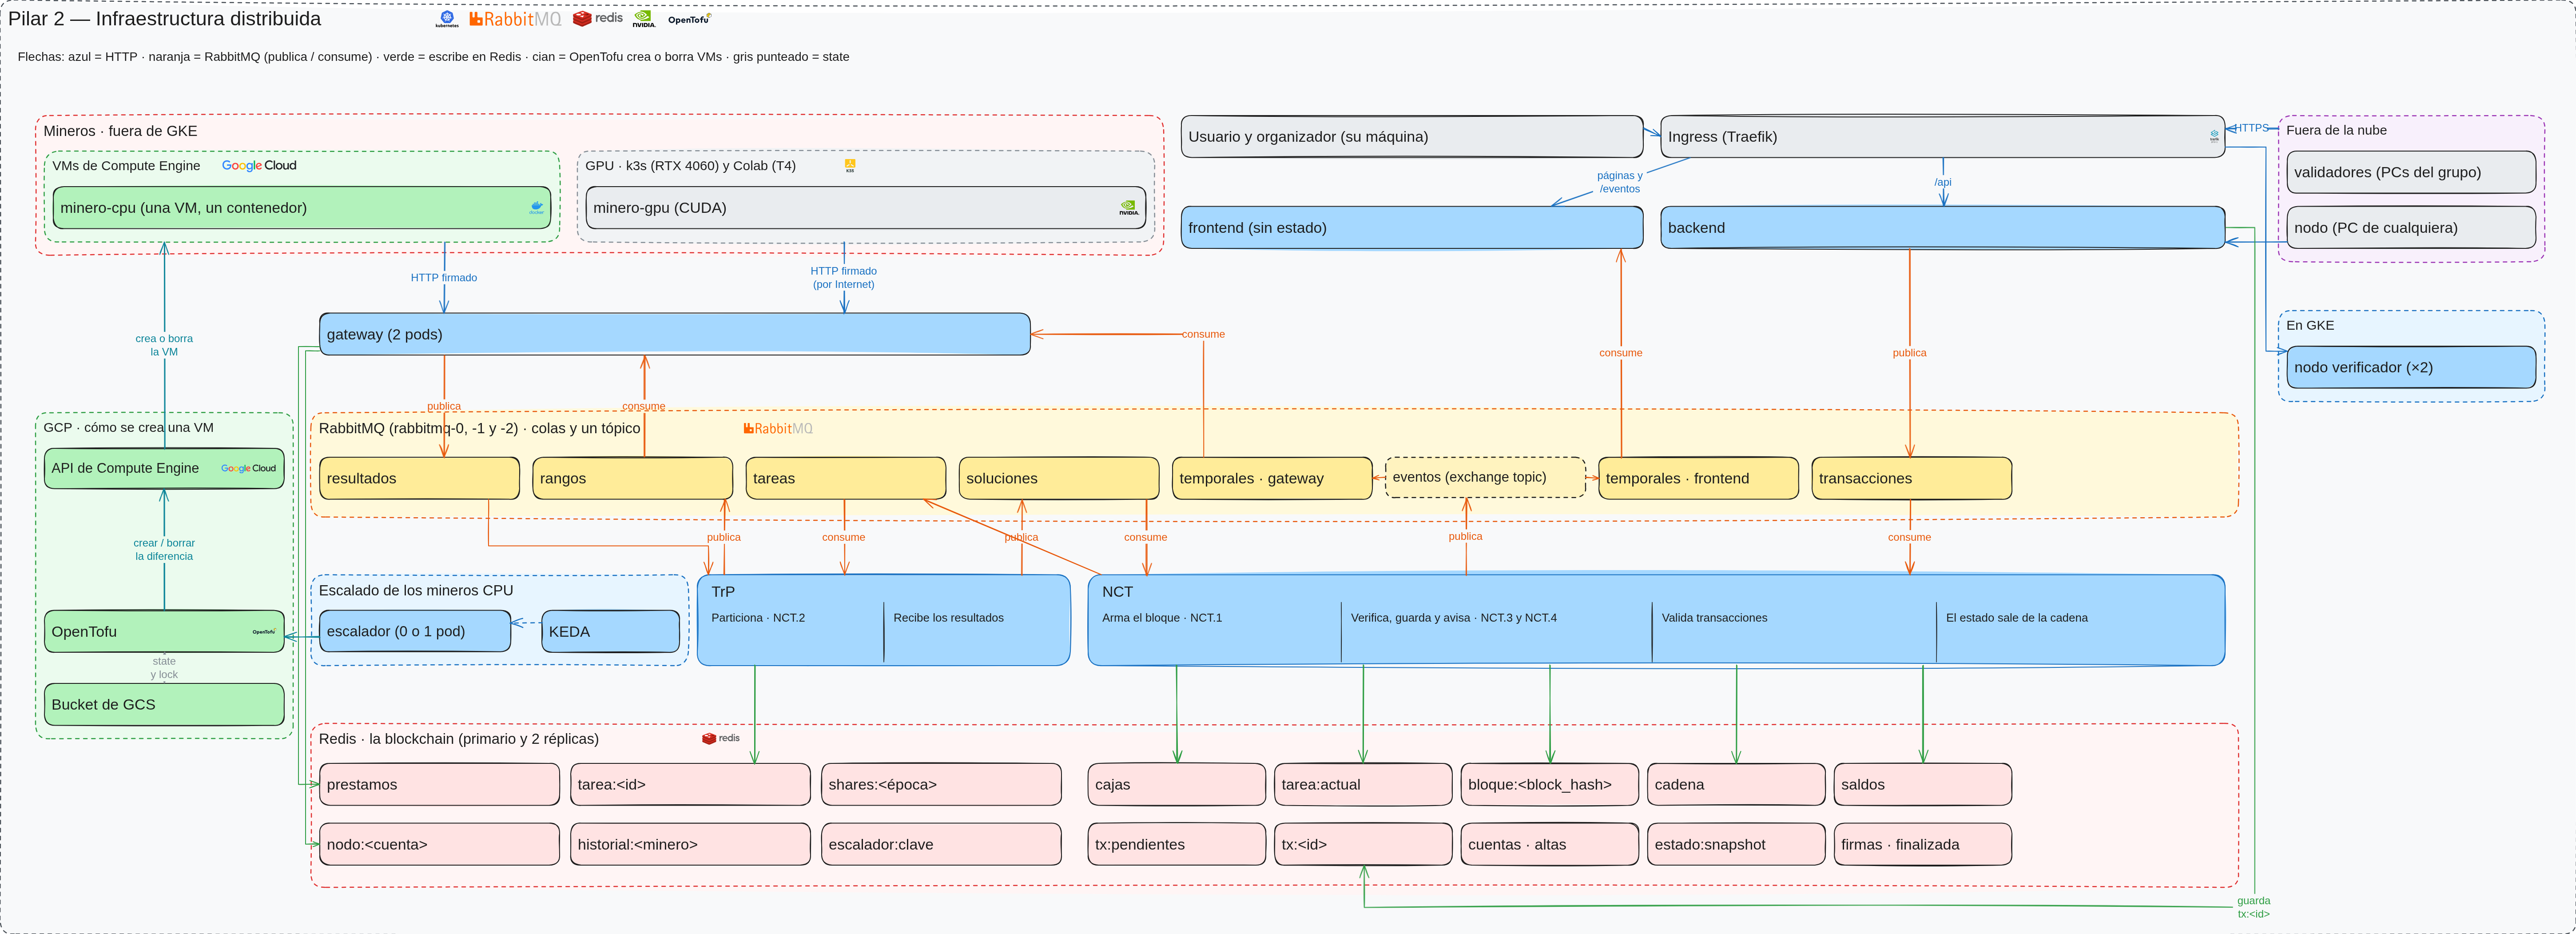 Pilar 2 — Infraestructura distribuida
kubernetes
RabbitMQ
redis
NVIDIA.
OpenTofu
Flechas: azul = HTTP · naranja = RabbitMQ (publica / consume) · verde = escribe en Redis · cian = OpenTofu crea o borra VMs · gris punteado = state
Mineros · fuera de GKE
VMs de Compute Engine
Google Cloud
minero-cpu (una VM, un contenedor)
docker
GPU · k3s (RTX 4060) y Colab (T4)
K3S
minero-gpu (CUDA)
NVIDIA.
Usuario y organizador (su máquina)
Ingress (Traefik)
HTTPS
Fuera de la nube
validadores (PCs del grupo)
nodo (PC de cualquiera)
páginas y
/eventos
/api
frontend (sin estado)
backend
HTTP firmado
HTTP firmado
(por Internet)
crea o borra
la VM
gateway (2 pods)
consume
consume
publica
En GKE
nodo verificador (×2)
publica
consume
GCP · cómo se crea una VM
API de Compute Engine
Google Cloud
RabbitMQ (rabbitmq-0, -1 y -2) · colas y un tópico
RabbitMQ
resultados
rangos
tareas
soluciones
temporales · gateway
eventos (exchange topic)
temporales · frontend
transacciones
crear / borrar
la diferencia
publica
consume
publica
consume
publica
consume
OpenTofu
OpenTofu
state
y lock
Bucket de GCS
Escalado de los mineros CPU
escalador (0 o 1 pod)
KEDA
TrP
Particiona · NCT.2
Recibe los resultados
NCT
Arma el bloque · NCT.1
Verifica, guarda y avisa · NCT.3 y NCT.4
Valida transacciones
El estado sale de la cadena
Redis · la blockchain (primario y 2 réplicas)
redis
prestamos
tarea:<id>
shares:<época>
cajas
tarea:actual
bloque:<block_hash>
cadena
saldos
nodo:<cuenta>
historial:<minero>
escalador:clave
tx:pendientes
tx:<id>
cuentas · altas
estado:snapshot
firmas · finalizada
guarda
tx:<id>